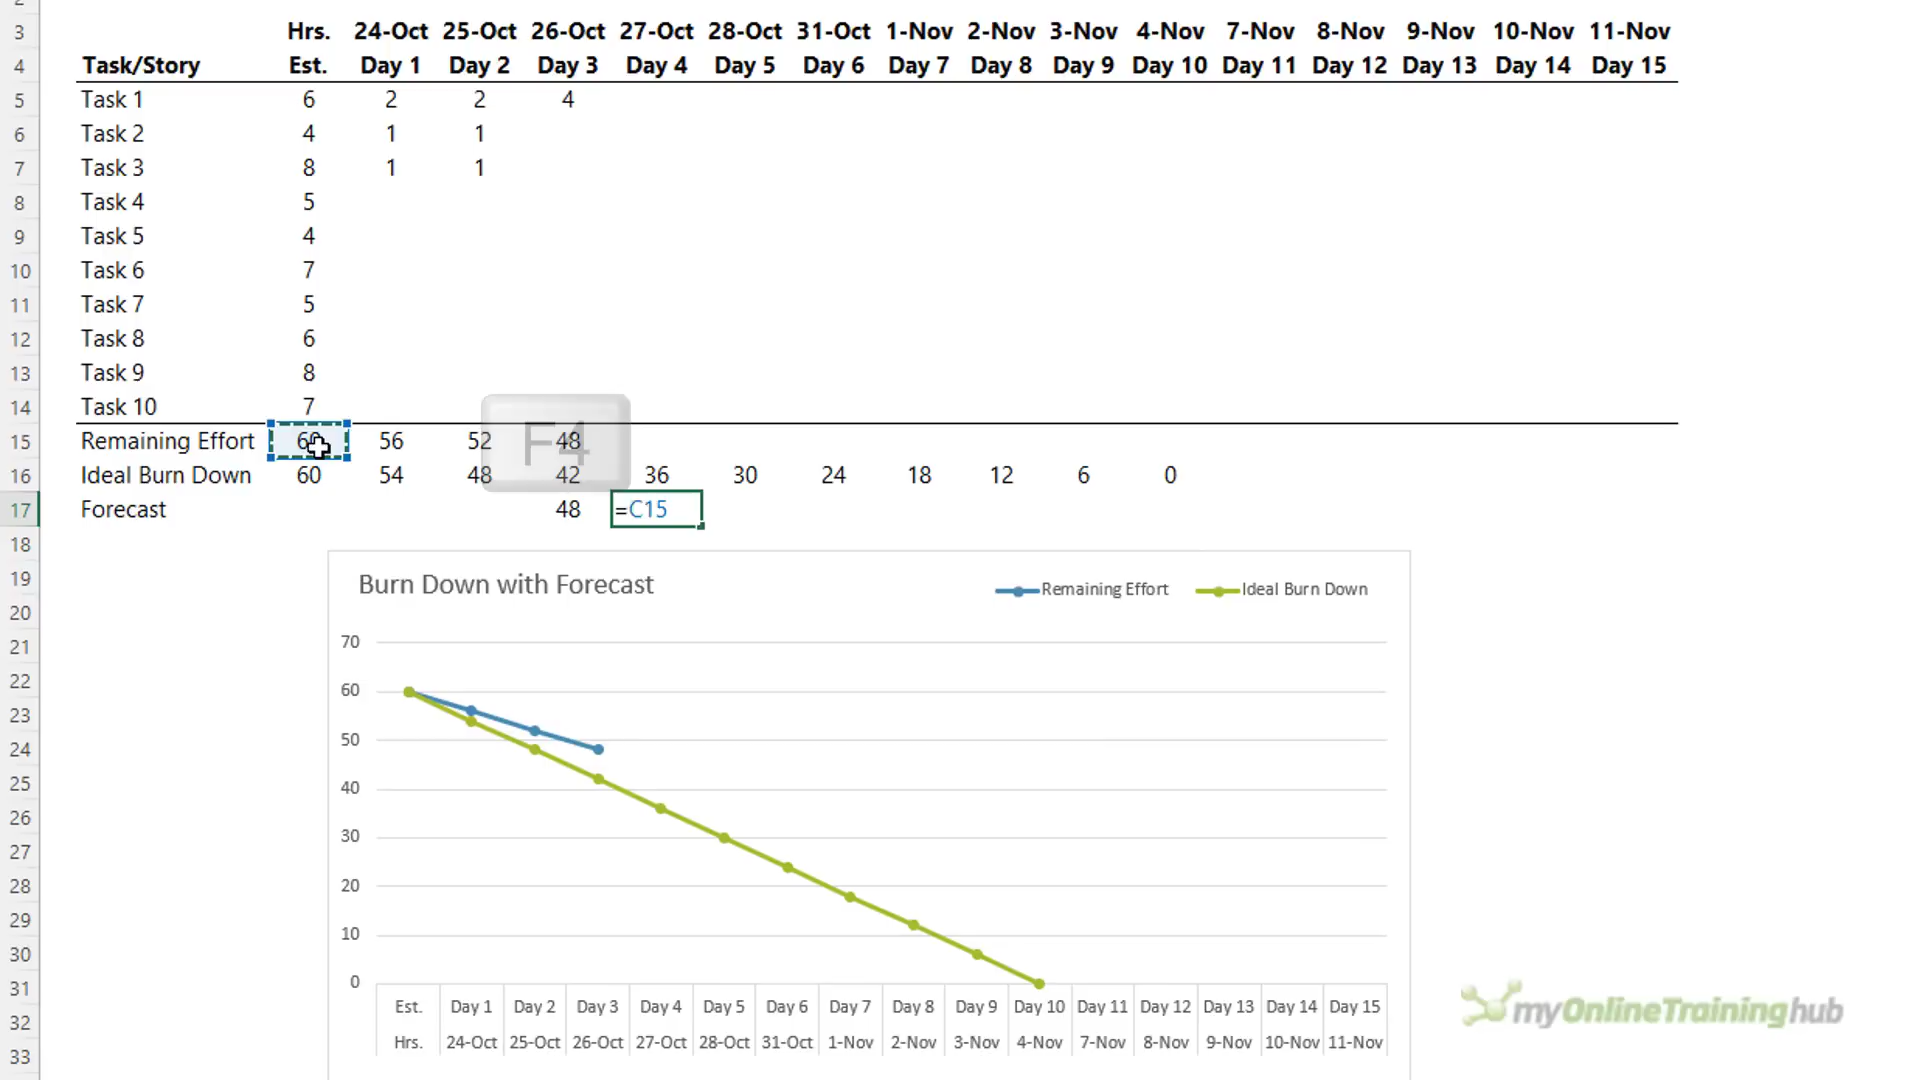 2
3 Hrs. 24-Oct 25-Oct 26-Oct 27-Oct 28-Oct 31-Oct 1-Nov 2-Nov 3-Nov 4-Nov 7-Nov 8-Nov 9-Nov 10-Nov 11-Nov
4 Task/Story Est. Day 1 Day 2 Day 3 Day 4 Day 5 Day 6 Day 7 Day 8 Day 9 Day 10 Day 11 Day 12 Day 13 Day 14 Day 15
5 Task 1 6 2 2 4
6 Task 2 4 1 1
7 Task 3 8 1 1
8 Task 4 5
9 Task 5 4
10 Task 6 7
11 Task 7 5
12 Task 8 6
13 Task 9 8
14 Task 10 7
15 Remaining Effort 60 56 52 48
F4
16 Ideal Burn Down 60 54 48 42 36 30 24 18 12 6 0
17 Forecast 48 =C15
18
19 Burn Down with Forecast Remaining Effort Ideal Burn Down
20
21 70
22 60
23
24 50
25 40
26
27 30
28 20
29
30 10
31 0
32 Est. Day 1 Day 2 Day 3 Day 4 Day 5 Day 6 Day 7 Day 8 Day 9 Day 10 Day 11 Day 12 Day 13 Day 14 Day 15
33 Hrs. 24-Oct 25-Oct 26-Oct 27-Oct 28-Oct 31-Oct 1-Nov 2-Nov 3-Nov 4-Nov 7-Nov 8-Nov 9-Nov 10-Nov 11-Nov
myOnlineTraininghub